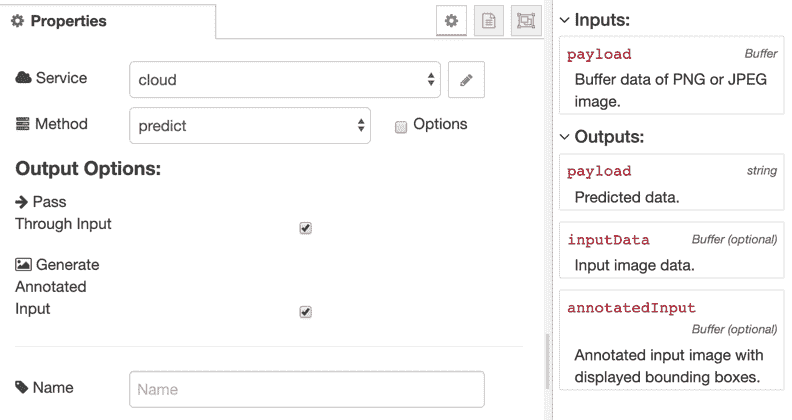 Properties
Service
cloud
Method
predict
Options
Output Options:
Pass
Through Input
Generate
Annotated
Input
Name
Name
Inputs:
payload
Buffer
Buffer data of PNG or JPEG
image.
Outputs:
payload
string
Predicted data.
inputData
Buffer (optional)
Input image data.
annotatedInput
Buffer (optional)
Annotated input image with
displayed bounding boxes.